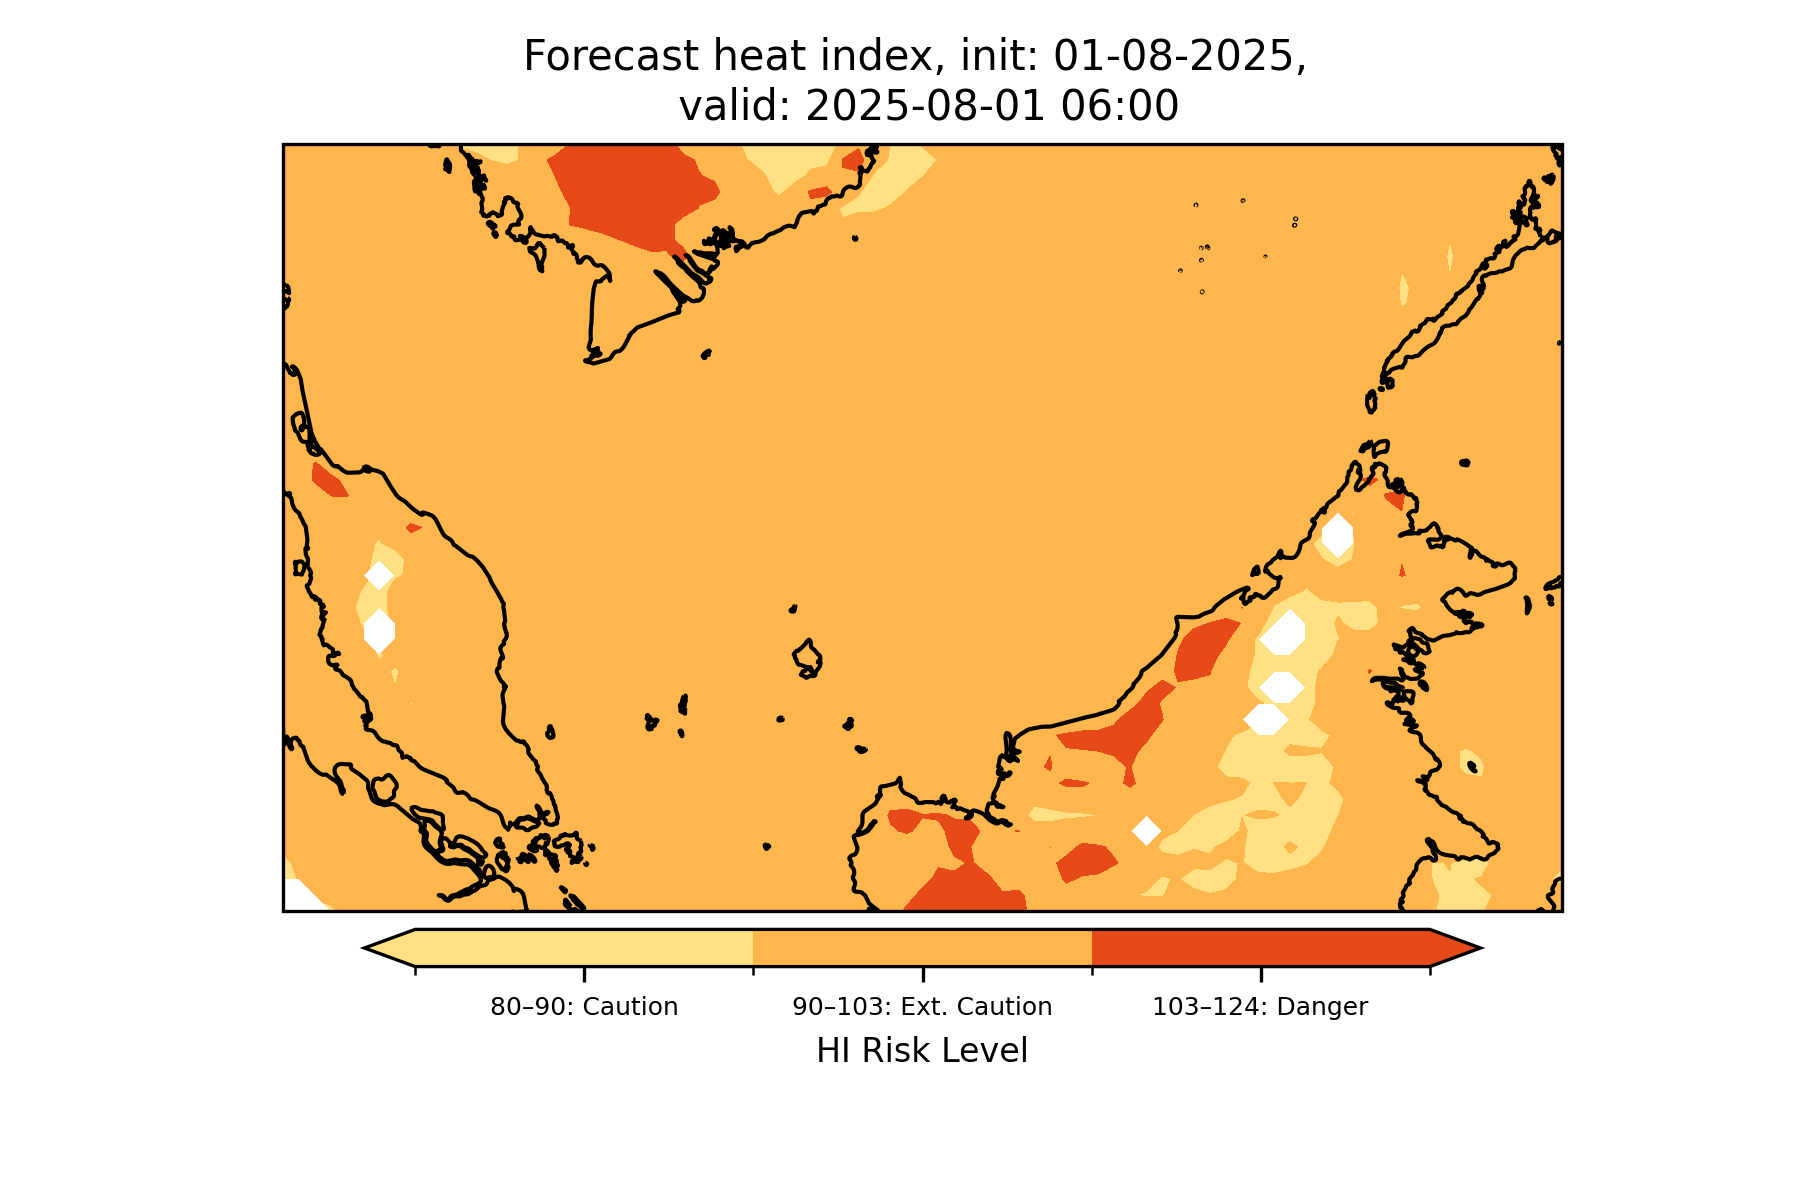 Forecast heat index, init: 01-08-2025,
valid: 2025-08-01 06:00
80–90: Caution
90–103: Ext. Caution
103–124: Danger
HI Risk Level